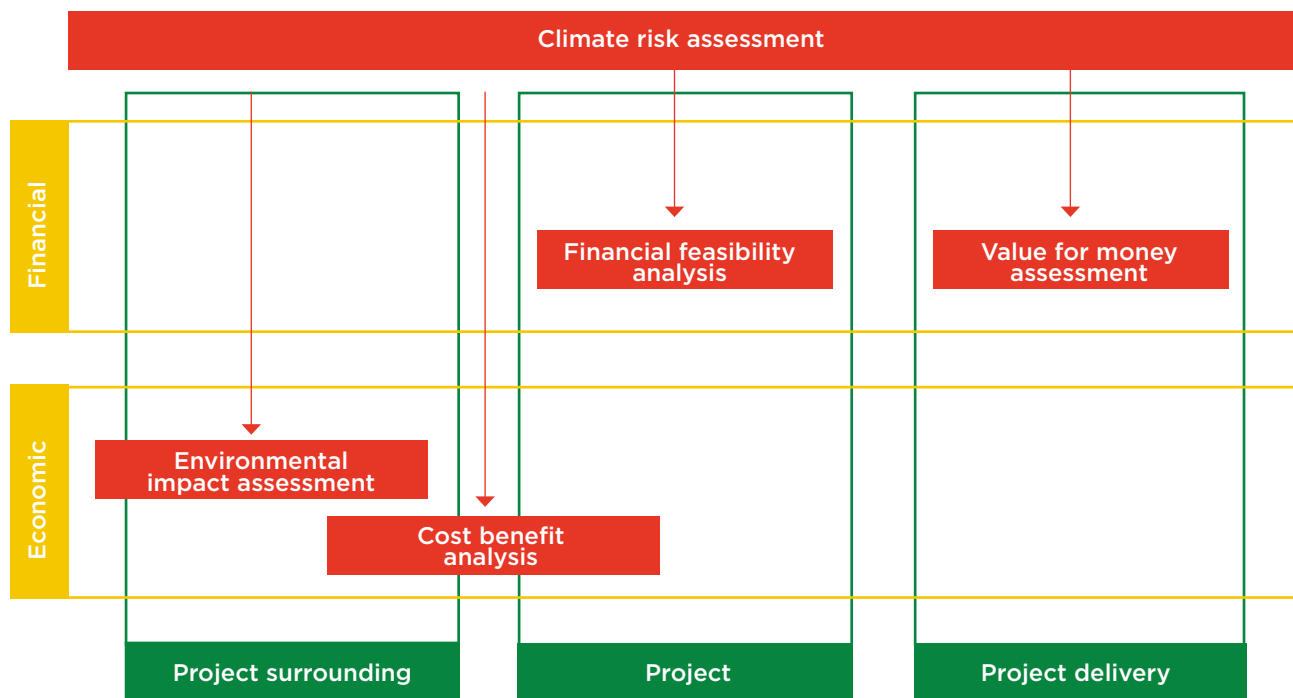 Climate risk assessment
Financial
Financial feasibility
analysis
Value for money
assessment
Economic
Environmental
impact assessment
Cost benefit
analysis
Project surrounding
Project
Project delivery